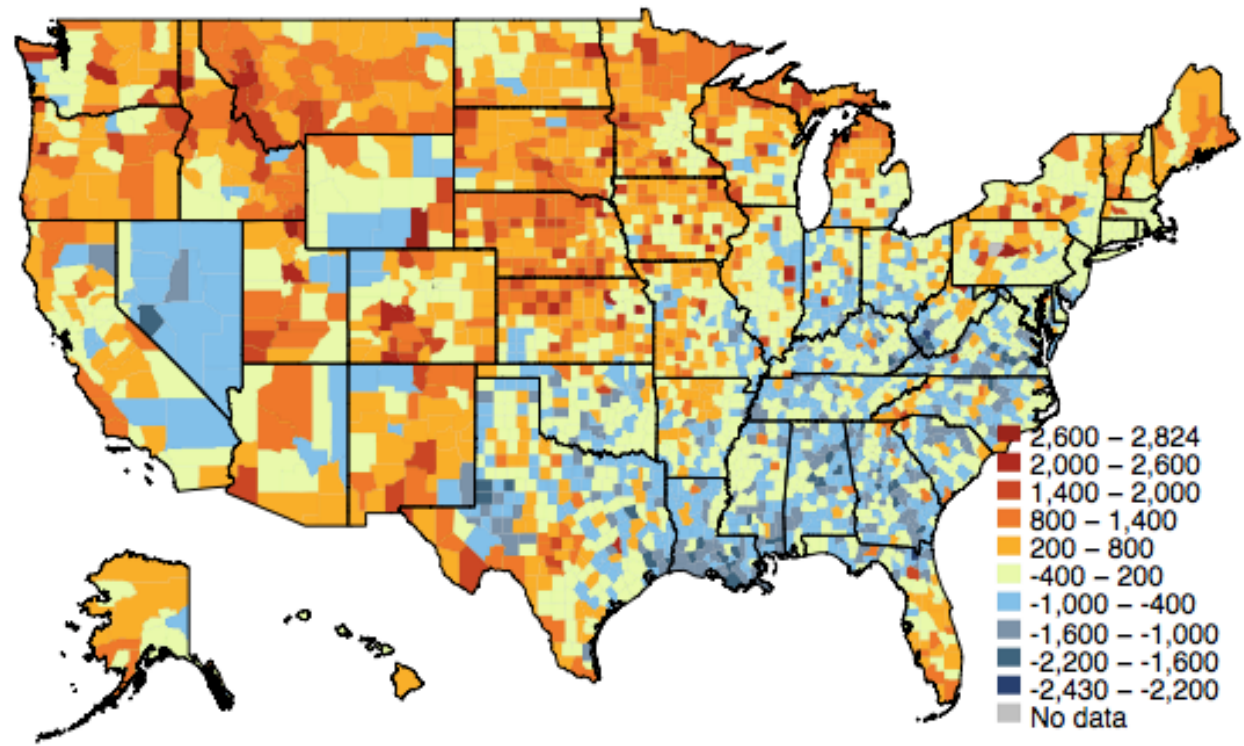 2,600 – 2,824
2,000 – 2,600
1,400 – 2,000
800 – 1,400
200 – 800
-400 – 200
-1,000 – -400
-1,600 – -1,000
-2,200 – -1,600
-2,430 – -2,200
No data